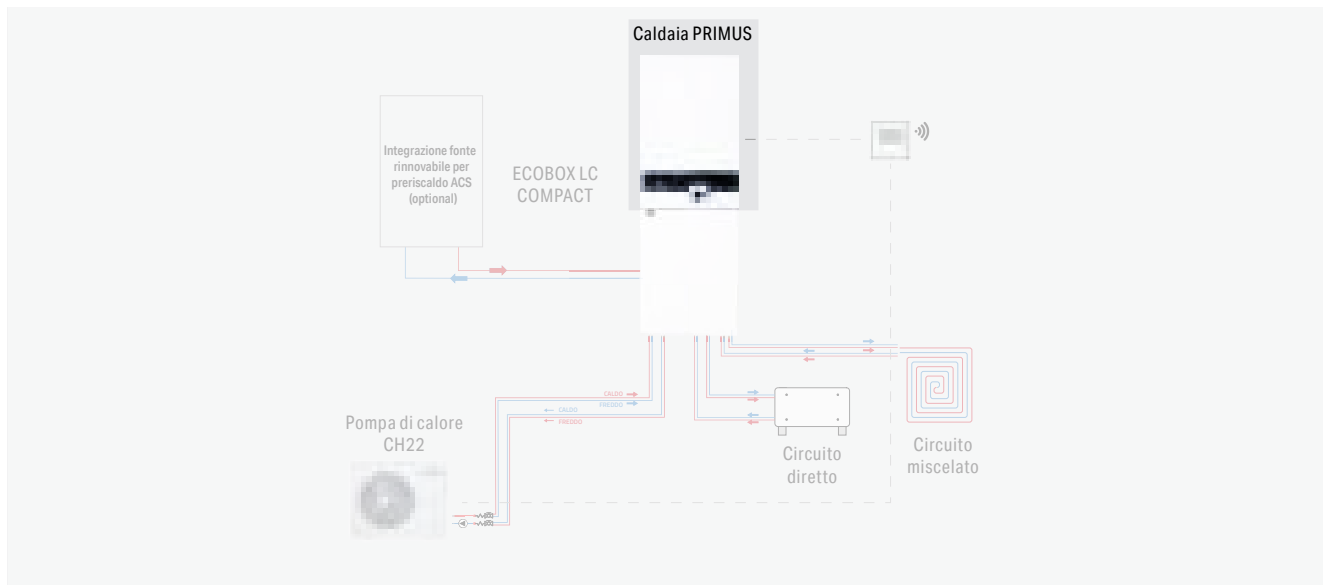 Caldaia PRIMUS
Integrazione fonte
rinnovabile per
preriscaldo ACS
(optional)
ECOBOX LC
COMPACT
CALDO
FREDDO
CALDO
FREDDO
Pompa di calore
CH22
Circuito
diretto
Circuito
miscelato